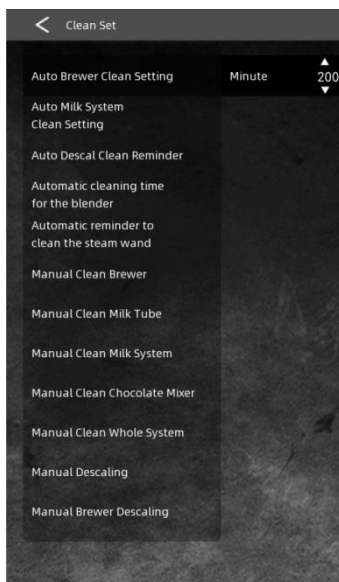 Clean Set
Auto Brewer Clean Setting Minute 200
Auto Milk System
Clean Setting
Auto Descal Clean Reminder
Automatic cleaning time
for the blender
Automatic reminder to
clean the steam wand
Manual Clean Brewer
Manual Clean Milk Tube
Manual Clean Milk System
Manual Clean Chocolate Mixer
Manual Clean Whole System
Manual Descaling
Manual Brewer Descaling